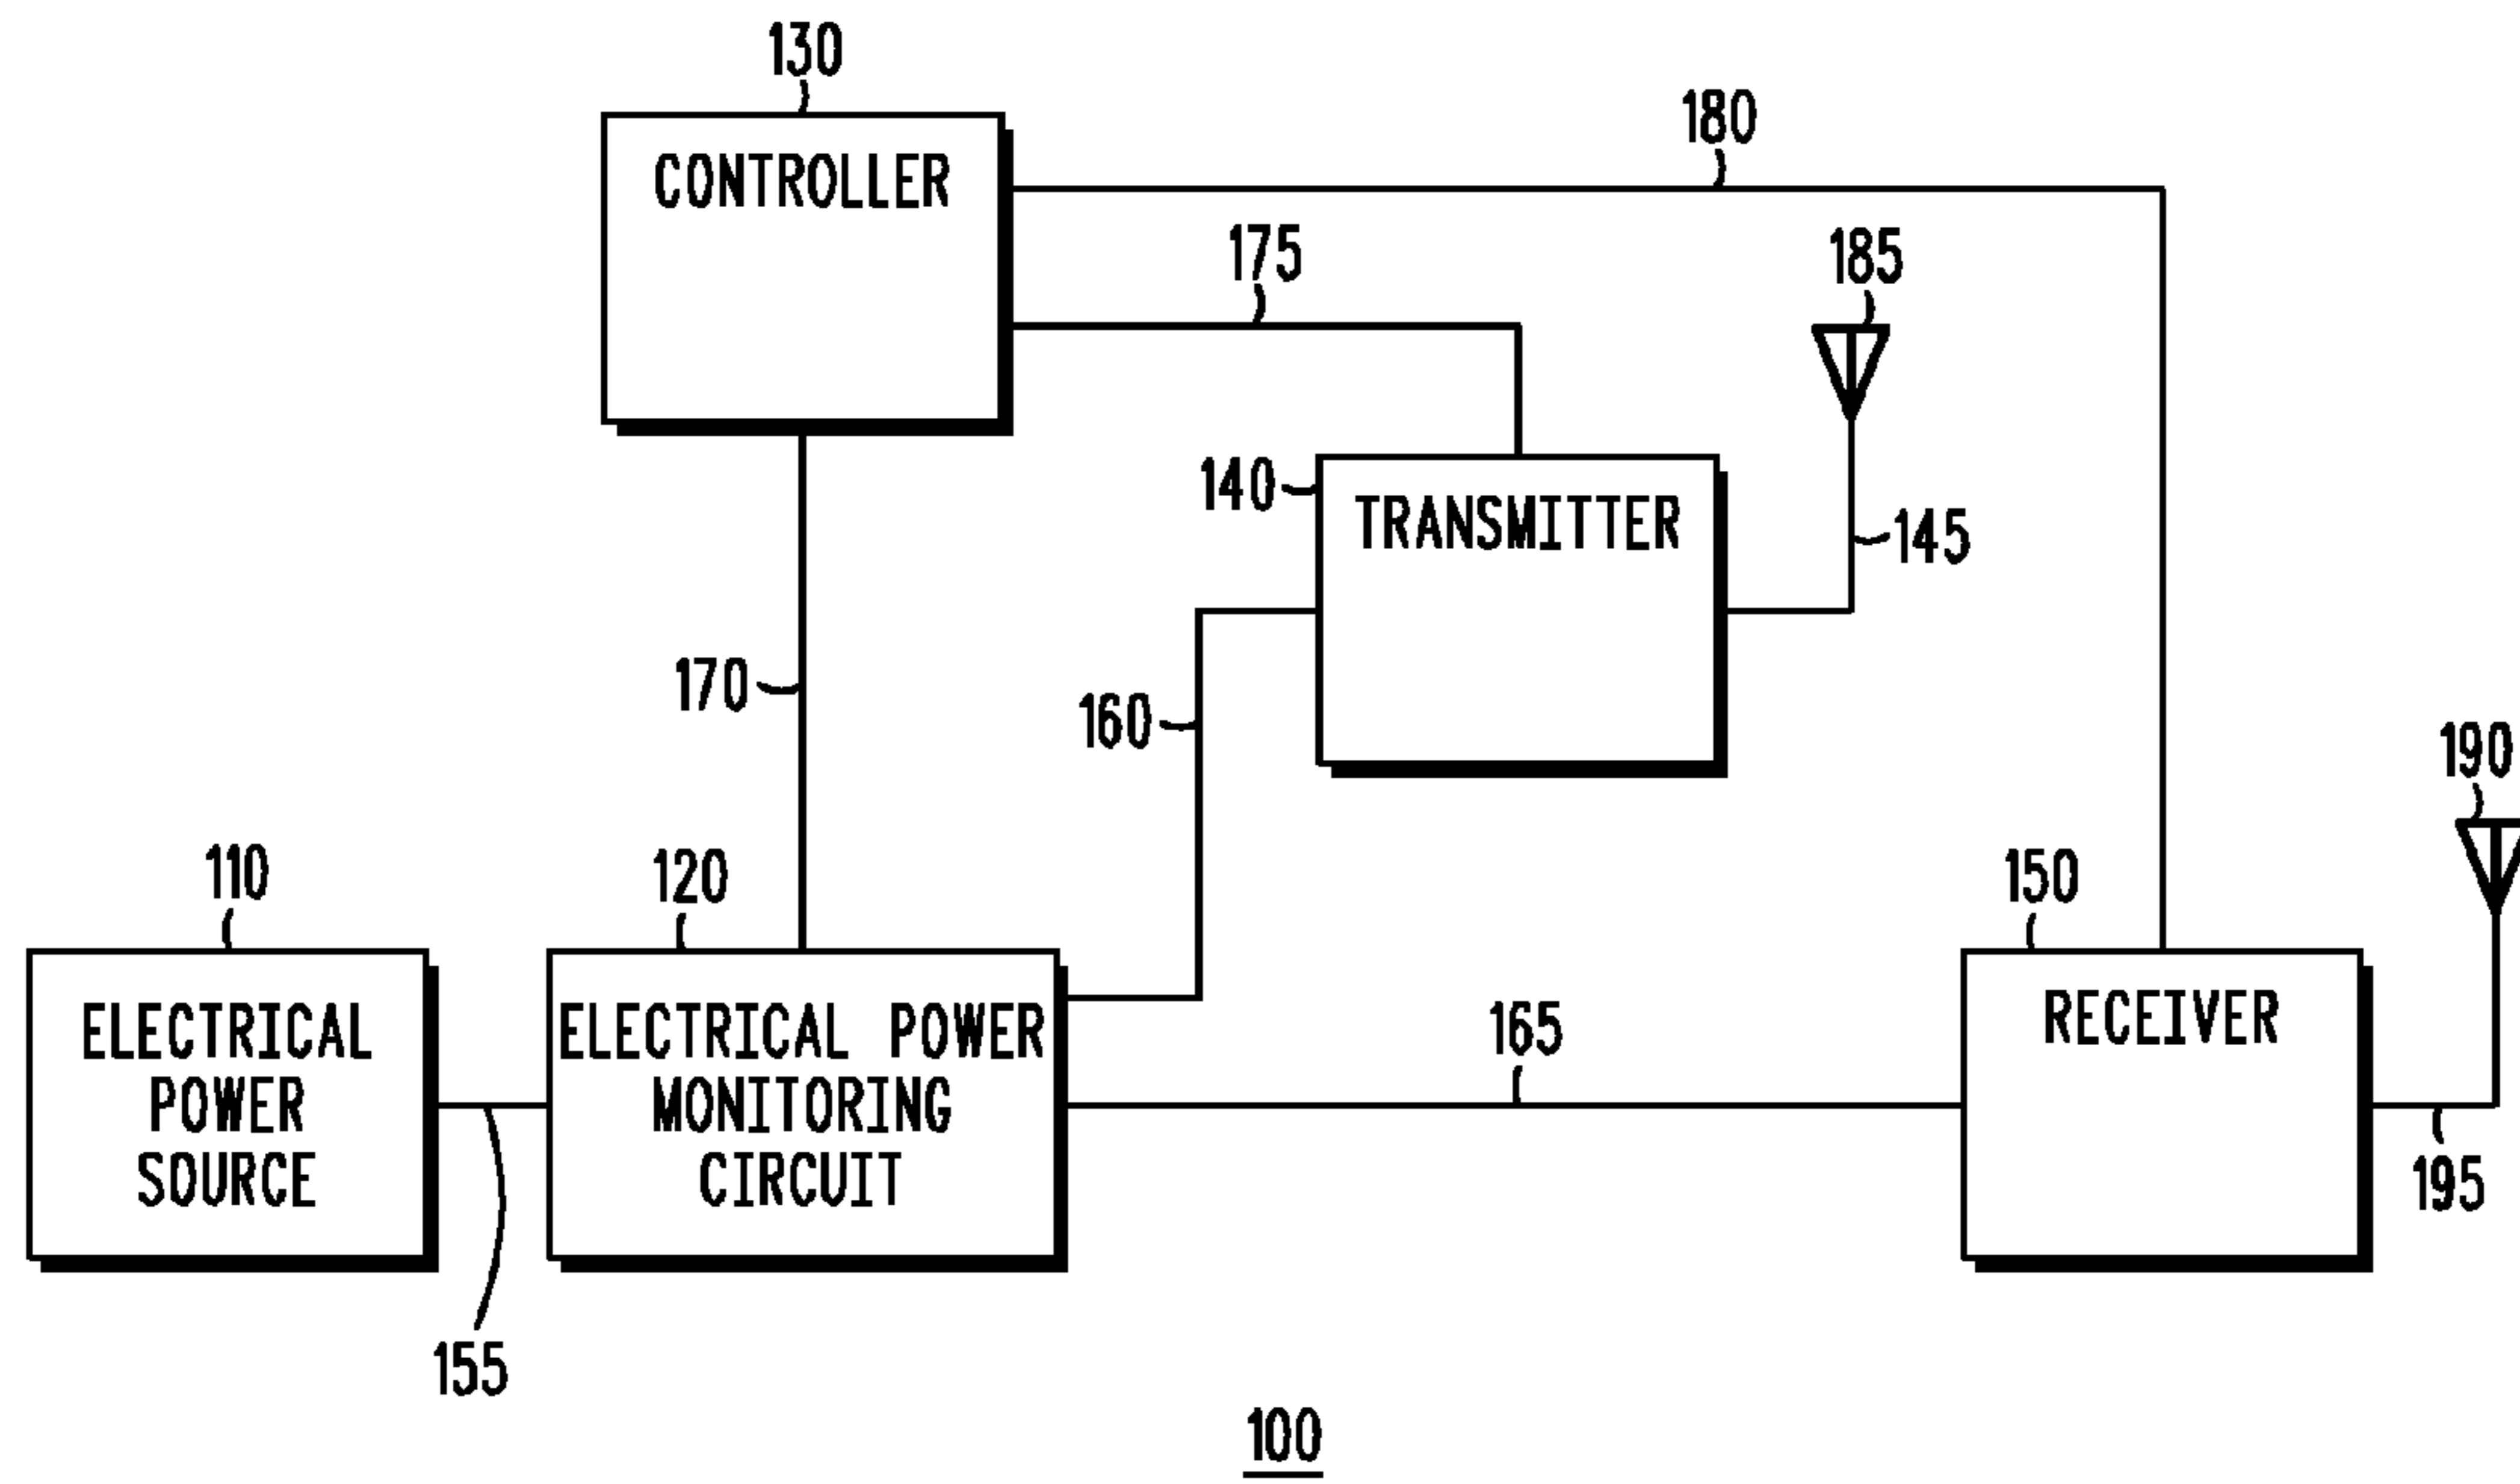 130
CONTROLLER
180
175
185
140
TRANSMITTER
145
170
160
190
110
120
150
ELECTRICAL
POWER
SOURCE
ELECTRICAL POWER
MONITORING
CIRCUIT
165
RECEIVER
195
155
100